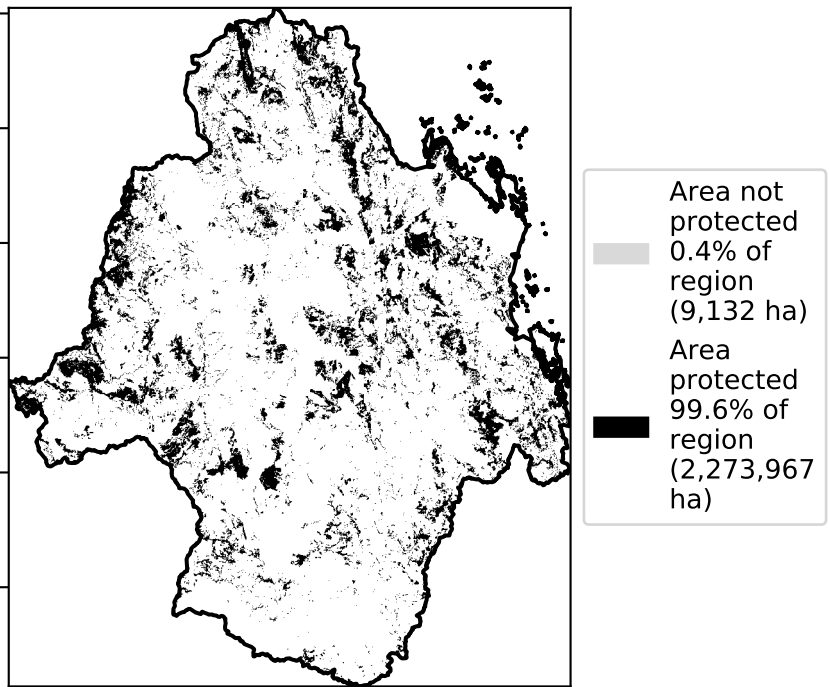 Area not
protected
0.4% of
region
(9,132 ha)
Area
protected
99.6% of
region
(2,273,967
ha)